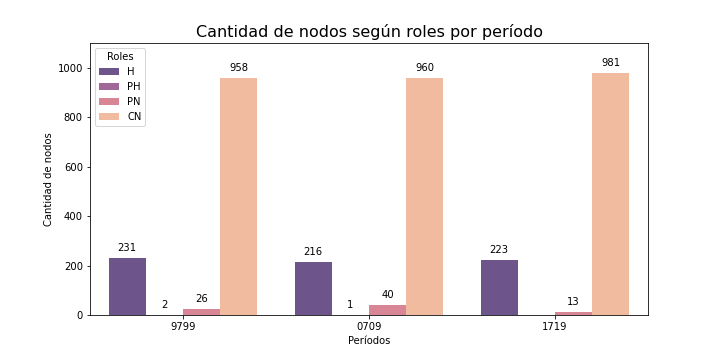 Cantidad de nodos según roles por período
Roles
H
PH
PN
CN
Cantidad de nodos
1000
800
600
400
200
0
231
2
26
958
216
1
40
960
223
13
981
9799
0709
1719
Períodos